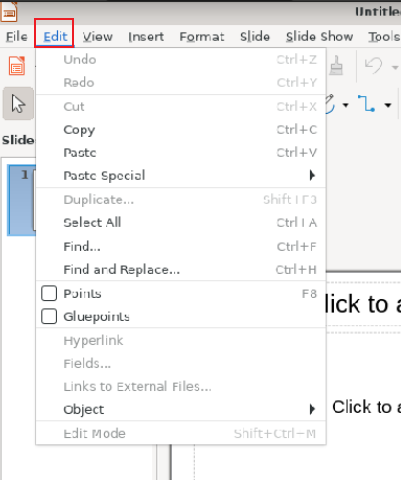 Untitle
File Edit View Insert Format Slide Slide Show Tools
Undo Ctrl+Z
Redo Ctrl+Y
Cut Ctrl+X
Copy Ctrl+C
Paste Ctrl+V
Slide
Paste Special
1
Duplicate... Shift+F3
Select All Ctrl+A
Find... Ctrl+F
Find and Replace... Ctrl+H
Points F8
lick to a
Gluepoints
Hyperlink
Fields...
Links to External Files...
Object
Click to a
Edit Mode Shift+Ctrl+M